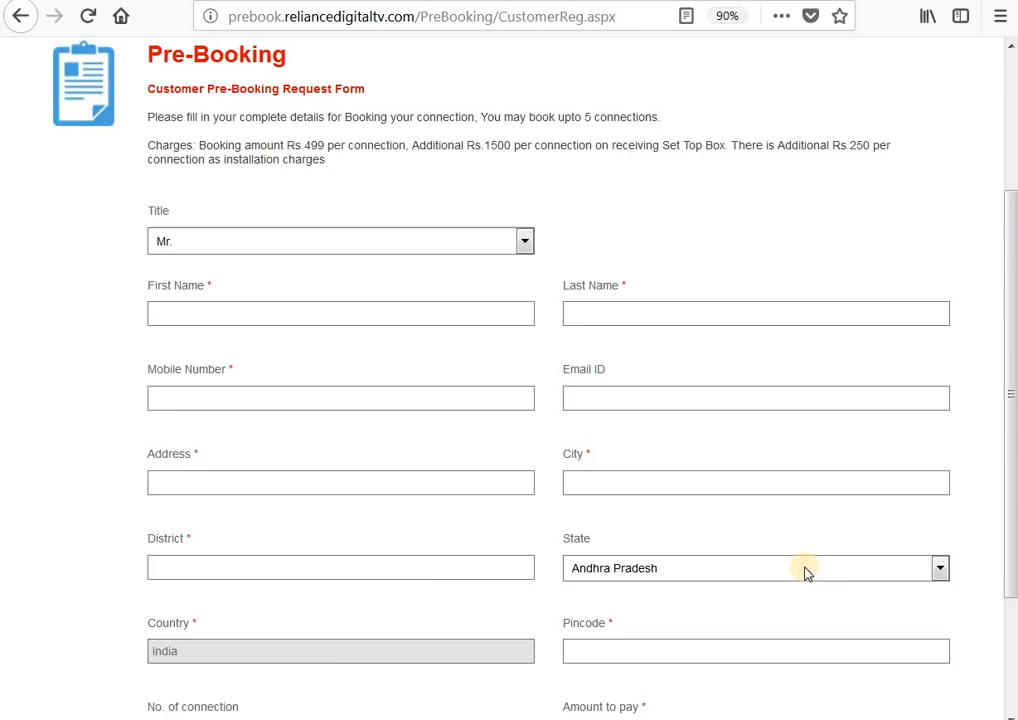 prebook.reliancedigitaltv.com/PreBooking/CustomerReg.aspx
90%
Pre-Booking
Customer Pre-Booking Request Form
Please fill in your complete details for Booking your connection, You may book upto 5 connections.
Charges: Booking amount Rs.499 per connection, Additional Rs.1500 per connection on receiving Set Top Box. There is Additional Rs.250 per
connection as installation charges
Title
Mr.
First Name *
Last Name *
Mobile Number *
Email ID
Address *
City *
District *
State
Andhra Pradesh
Country *
Pincode *
India
No. of connection
Amount to pay *